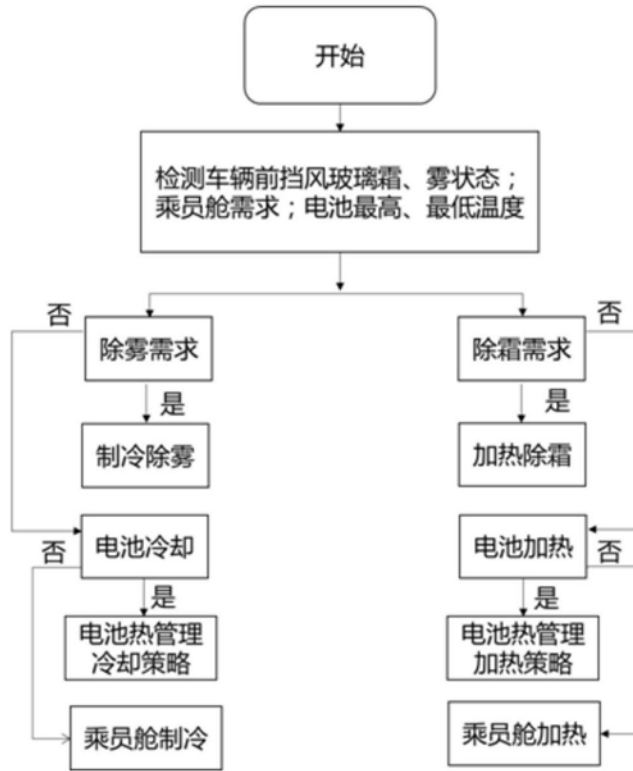 开始
检测车辆前挡风玻璃霜、雾状态；
乘员舱需求；电池最高、最低温度
否
除雾需求
是
制冷除雾
否
电池冷却
是
电池热管理
冷却策略
乘员舱制冷
否
除霜需求
是
加热除霜
电池加热
否
是
电池热管理
加热策略
乘员舱加热